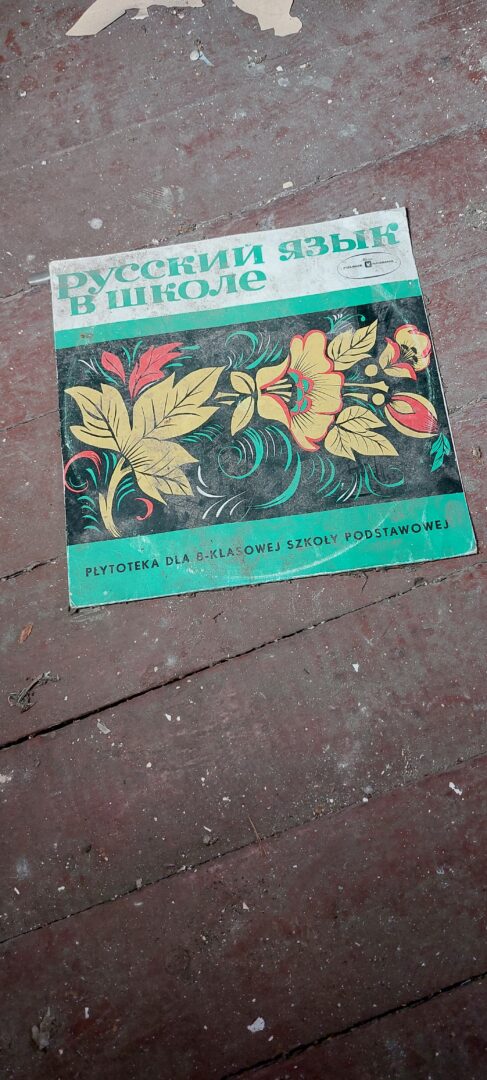 Русский язык
в школе
PŁYTOTEKA DLA 8-KLASOWEJ SZKOŁY PODSTAWOWEJ